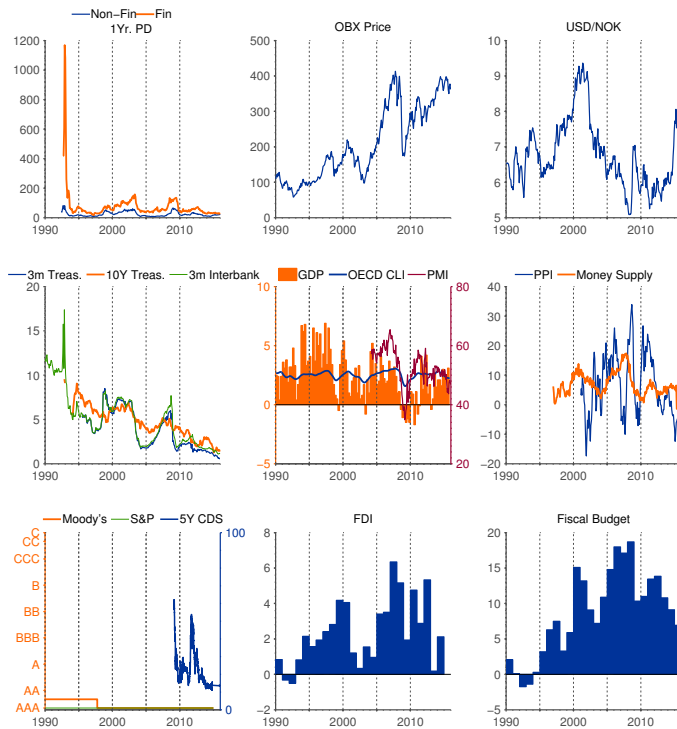 Non−Fin Fin
1Yr. PD
1200
1000
800
600
400
200
0
1990 2000 2010
OBX Price
500
400
300
200
100
0
1990 2000 2010
USD/NOK
10
9
8
7
6
5
1990 2000 2010
3m Treas. 10Y Treas. 3m Interbank
20
15
10
5
0
1990 2000 2010
GDP OECD CLI PMI
10 80
5 60
0 40
−5 20
1990 2000 2010
PPI Money Supply
40
30
20
10
0
−10
−20
1990 2000 2010
Moody's S&P 5Y CDS
C 100
CC
CCC
B
BB
BBB
A
AA
AAA 0
1990 2000 2010
FDI
8
6
4
2
0
−2
1990 2000 2010
Fiscal Budget
20
15
10
5
0
−5
1990 2000 2010